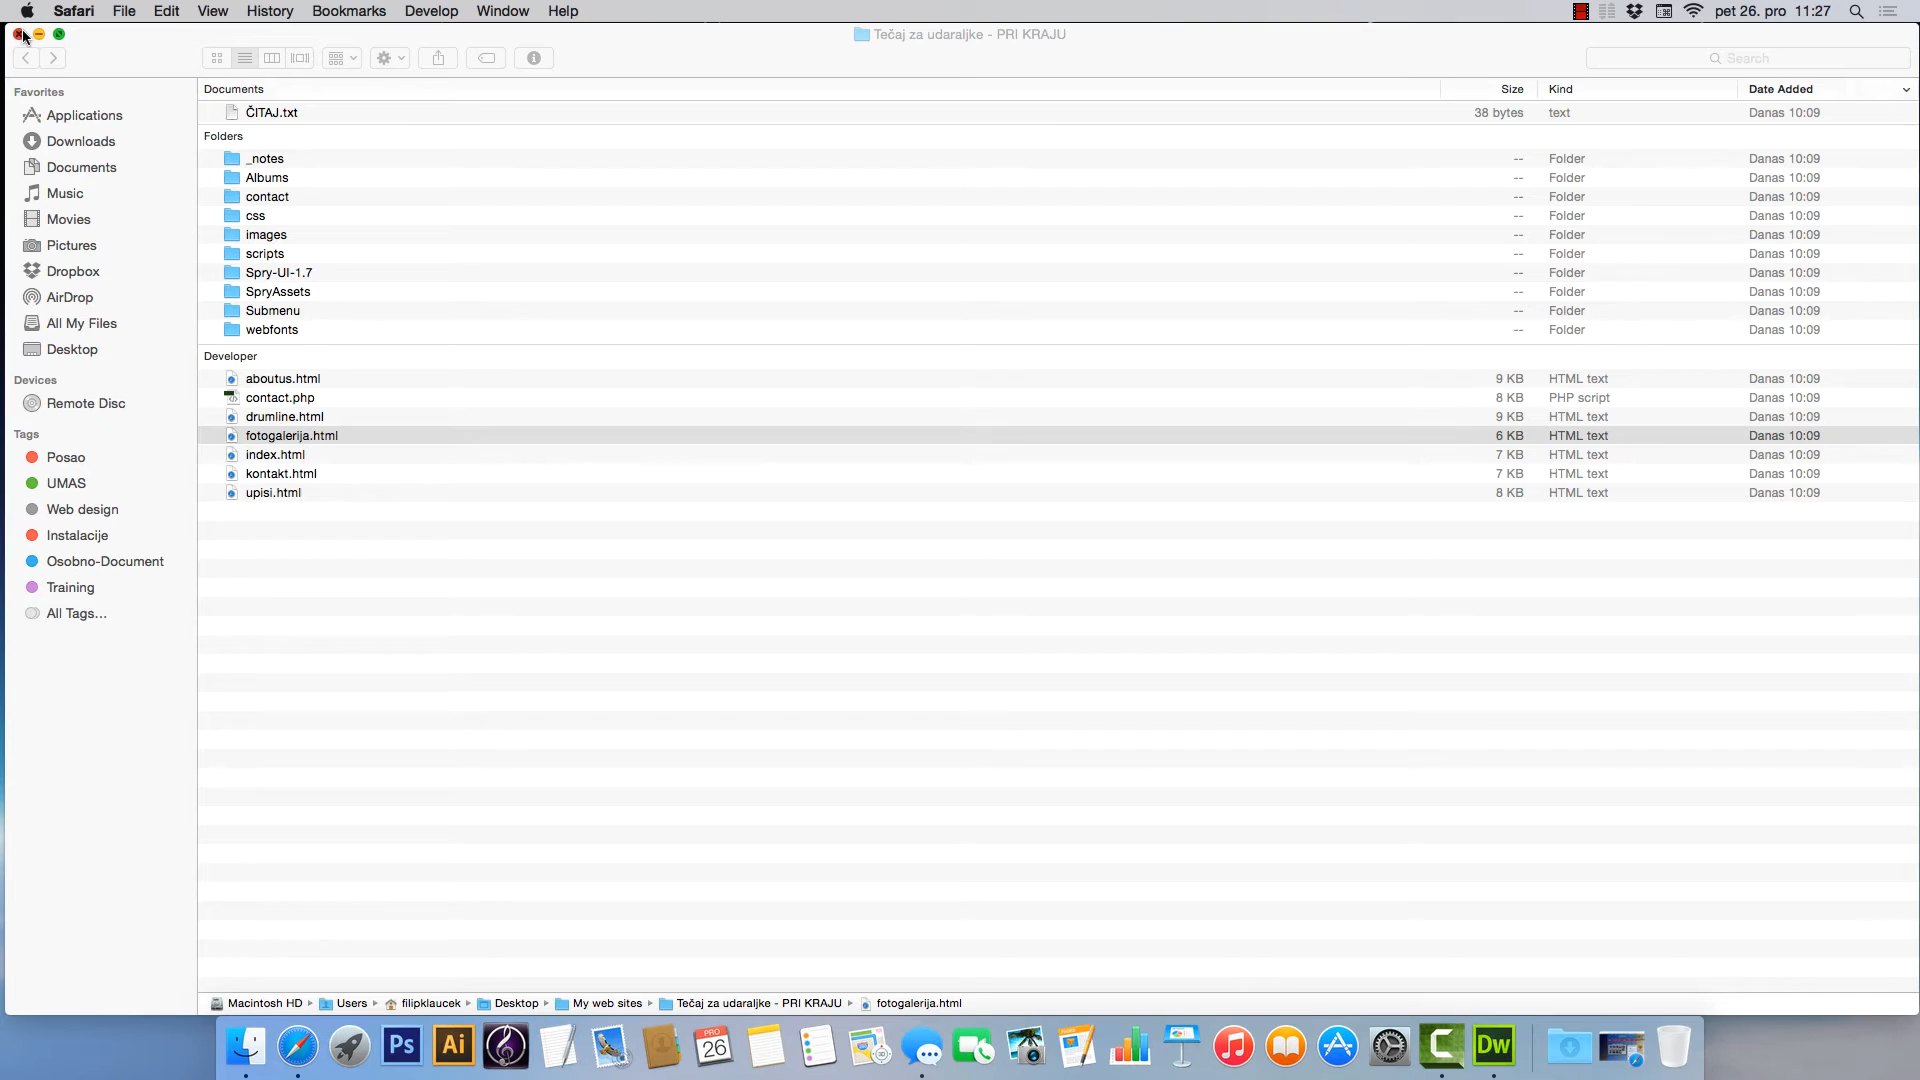 Safari File Edit View History Bookmarks Develop Window Help pet 26. pro 11:27
Tečaj za udaraljke - PRI KRAJU
Search
Favorites
Applications
Downloads
Documents
Music
Movies
Pictures
Dropbox
AirDrop
All My Files
Desktop
Devices
Remote Disc
Tags
Posao
UMAS
Web design
Instalacije
Osobno-Document
Training
All Tags...
Documents Size Kind Date Added
ČITAJ.txt 38 bytes text Danas 10:09
Folders
_notes -- Folder Danas 10:09
Albums -- Folder Danas 10:09
contact -- Folder Danas 10:09
css -- Folder Danas 10:09
images -- Folder Danas 10:09
scripts -- Folder Danas 10:09
Spry-UI-1.7 -- Folder Danas 10:09
SpryAssets -- Folder Danas 10:09
Submenu -- Folder Danas 10:09
webfonts -- Folder Danas 10:09
Developer
aboutus.html 9 KB HTML text Danas 10:09
contact.php 8 KB PHP script Danas 10:09
drumline.html 9 KB HTML text Danas 10:09
fotogalerija.html 6 KB HTML text Danas 10:09
index.html 7 KB HTML text Danas 10:09
kontakt.html 7 KB HTML text Danas 10:09
upisi.html 8 KB HTML text Danas 10:09
Macintosh HD Users filipklaucek Desktop My web sites Tečaj za udaraljke - PRI KRAJU fotogalerija.html
Ps Ai PRO 26 C Dw